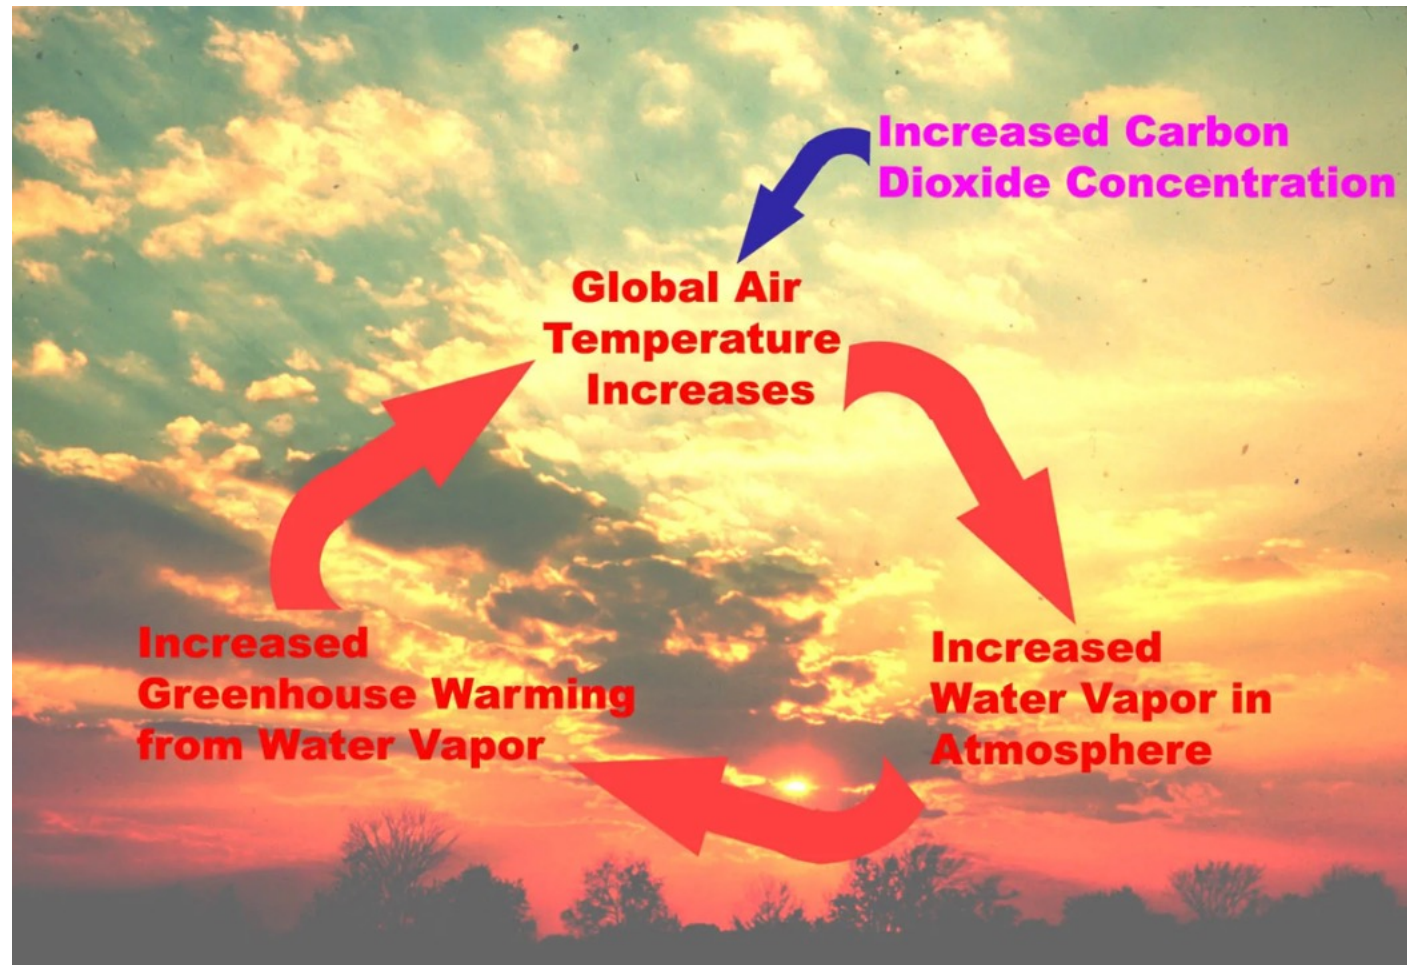 Increased Carbon
Dioxide Concentration
Global Air
Temperature
Increases
Increased
Water Vapor in
Atmosphere
Increased
Greenhouse Warming
from Water Vapor